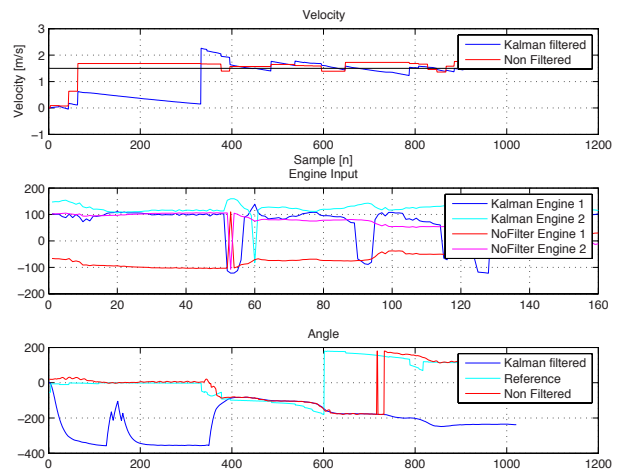 Velocity
3
2
1
0
−1
Velocity [m/s]
Kalman filtered
Non Filtered
0 200 400 600 800 1000 1200
Sample [n]
Engine Input
200
100
0
−100
−200
Kalman Engine 1
Kalman Engine 2
NoFilter Engine 1
NoFilter Engine 2
0 20 40 60 80 100 120 140 160
Angle
200
0
−200
−400
Kalman filtered
Reference
Non Filtered
0 200 400 600 800 1000 1200